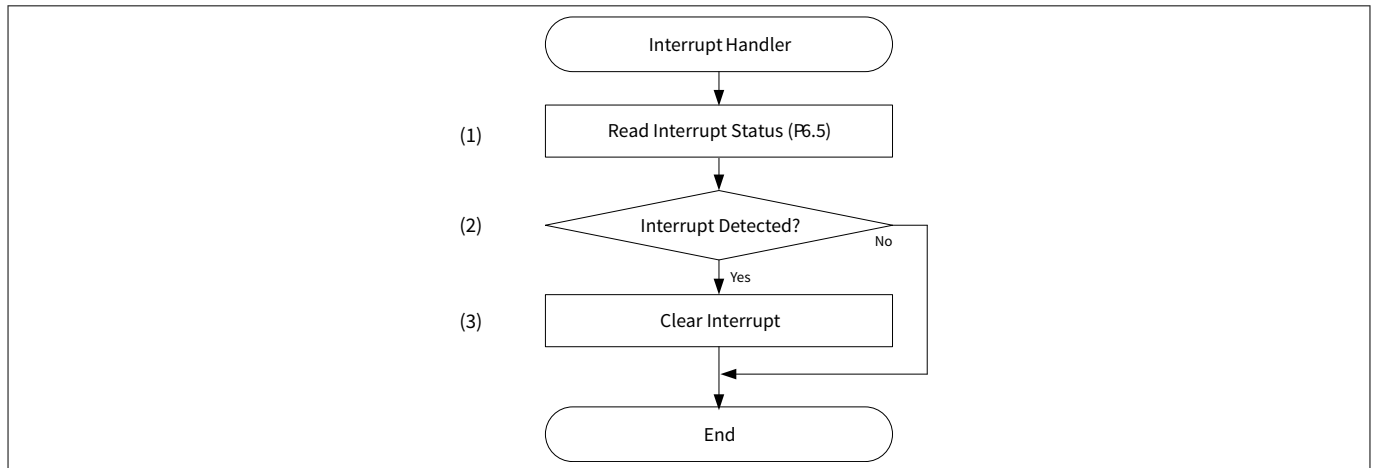 Interrupt Handler
(1)
Read Interrupt Status (P6.5)
(2)
Interrupt Detected?
No
Yes
(3)
Clear Interrupt
End